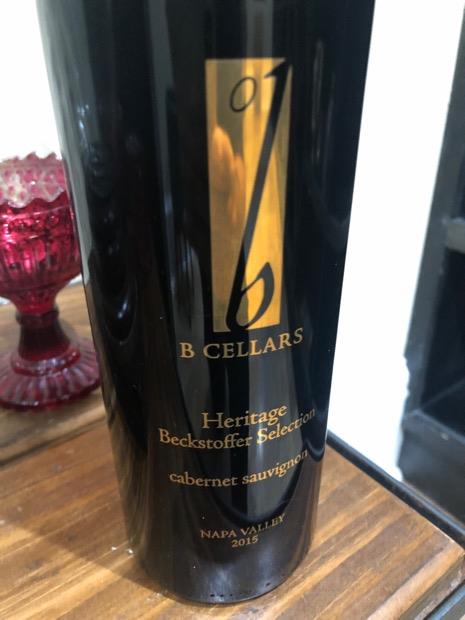 b
B CELLARS
Heritage
Beckstoffer Selection
cabernet sauvignon
NAPA VALLEY
2015